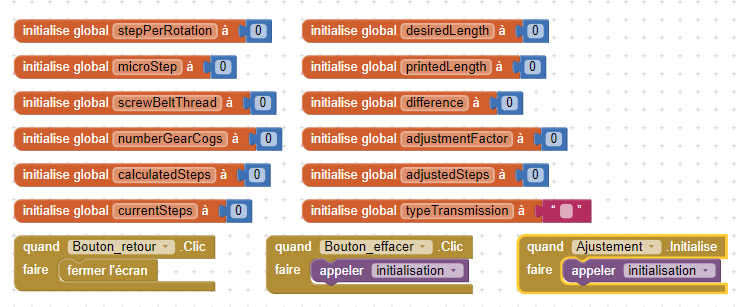 initialise global stepPerRotation à 0
initialise global desiredLength à 0
initialise global microStep à 0
initialise global printedLength à 0
initialise global screwBeltThread à 0
initialise global difference à 0
initialise global numberGearCogs à 0
initialise global adjustmentFactor à 0
initialise global calculatedSteps à 0
initialise global adjustedSteps à 0
initialise global currentSteps à 0
initialise global typeTransmission à “ ”
quand Bouton_retour .Clic
faire fermer l'écran
quand Bouton_effacer .Clic
faire appeler initialisation
quand Ajustement .Initialise
faire appeler initialisation